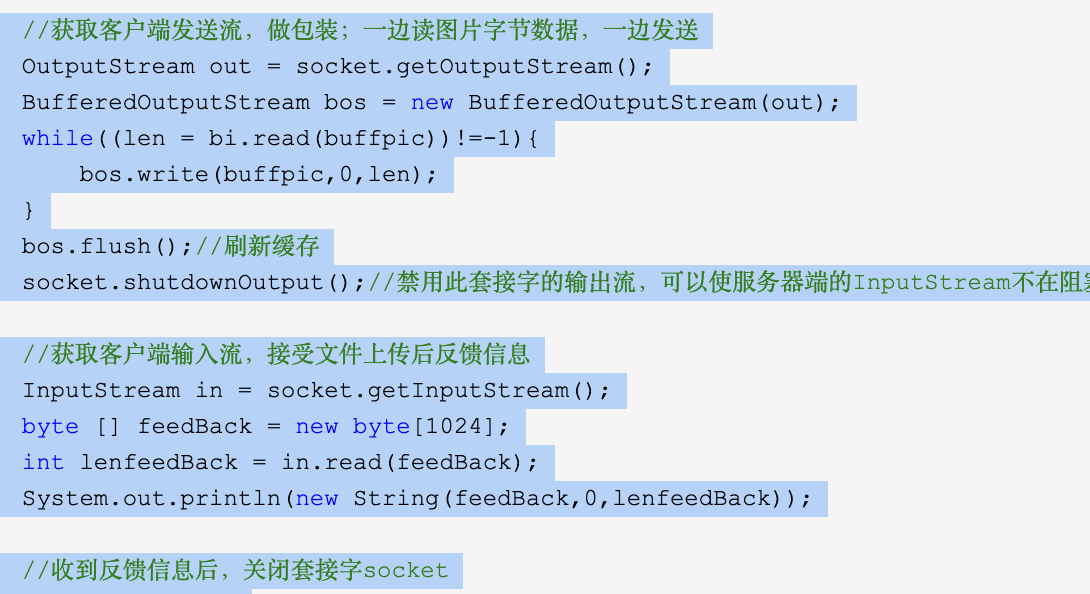 //获取客户端发送流，做包装；一边读图片字节数据，一边发送
OutputStream out = socket.getOutputStream();
BufferedOutputStream bos = new BufferedOutputStream(out);
while((len = bi.read(buffpic))!=-1){
    bos.write(buffpic,0,len);
}
bos.flush();//刷新缓存
socket.shutdownOutput();//禁用此套接字的输出流，可以使服务器端的InputStream不在阻
//获取客户端输入流，接受文件上传后反馈信息
InputStream in = socket.getInputStream();
byte [] feedBack = new byte[1024];
int lenfeedBack = in.read(feedBack);
System.out.println(new String(feedBack,0,lenfeedBack));
//收到反馈信息后，关闭套接字socket